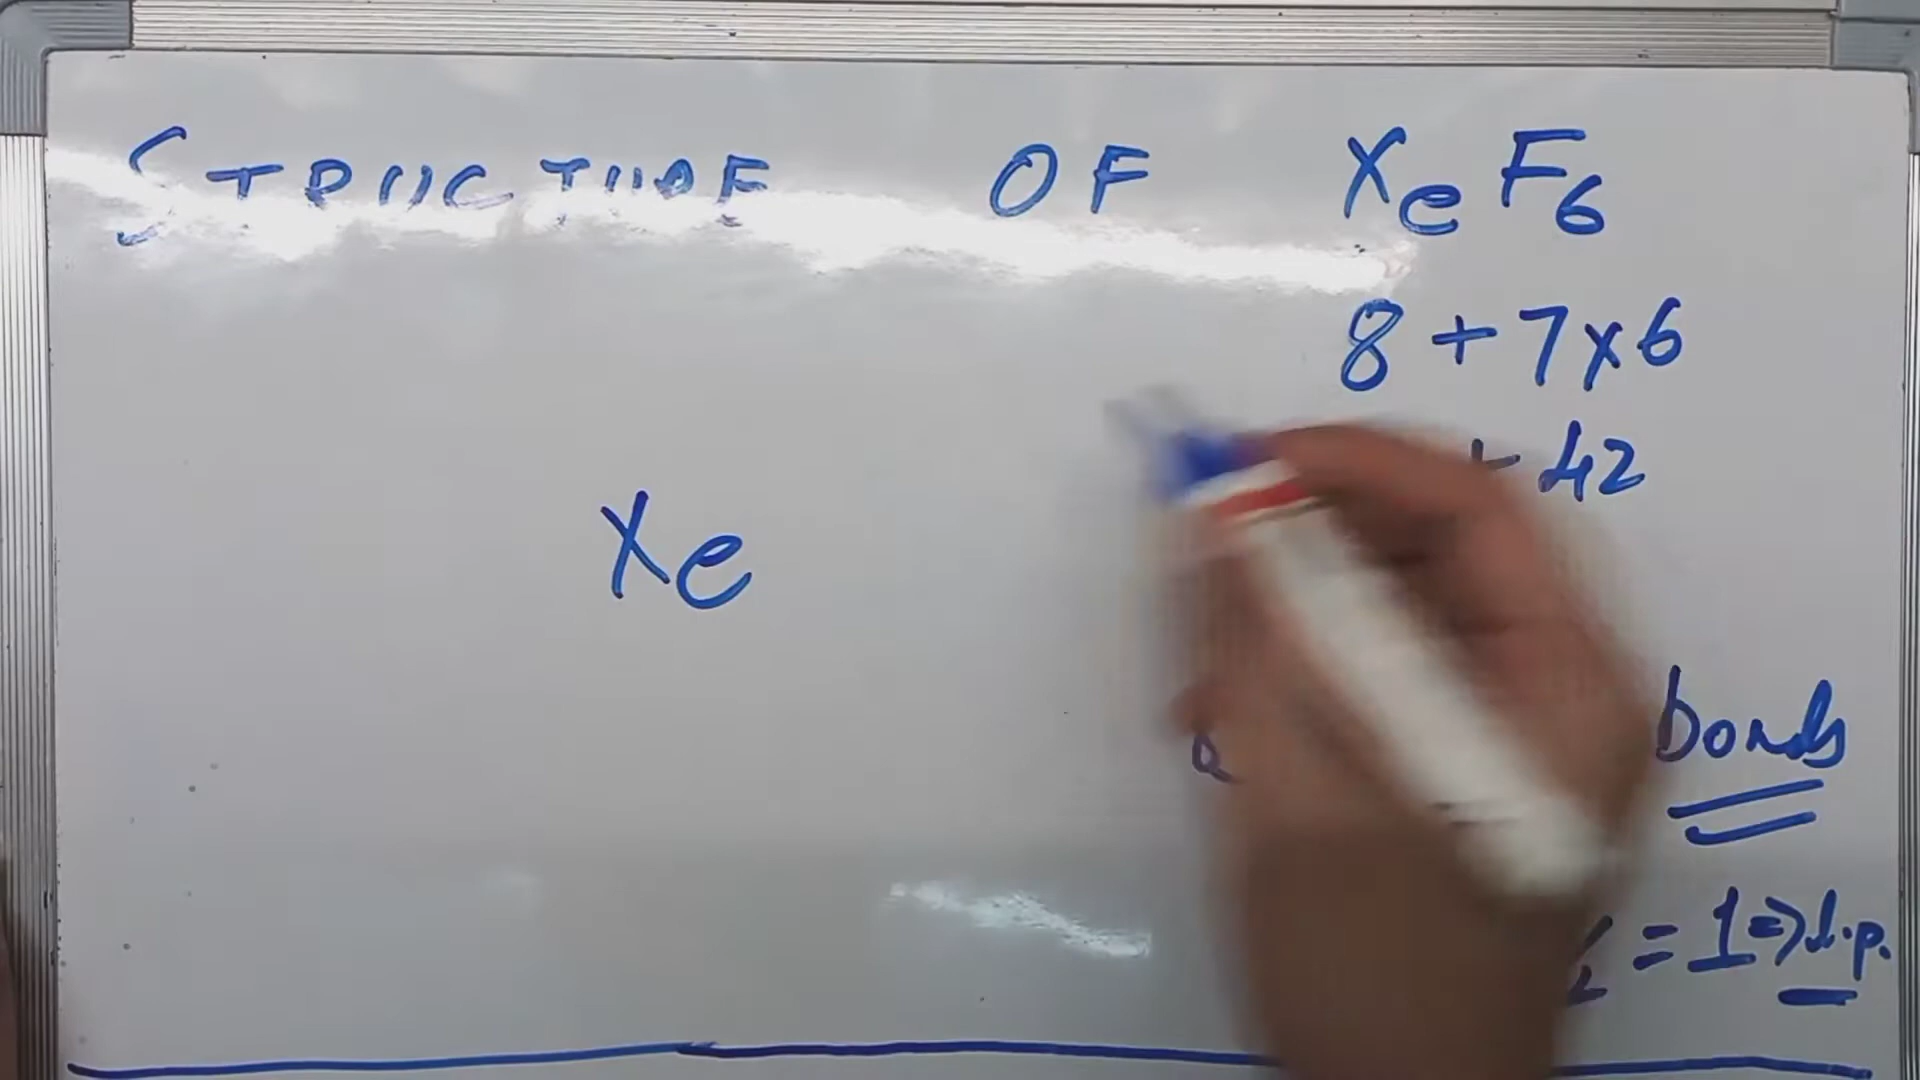 STRUCTURE OF XeF6
8 + 7x6
+ 42
Xe
bonds
= 1 => l.p.